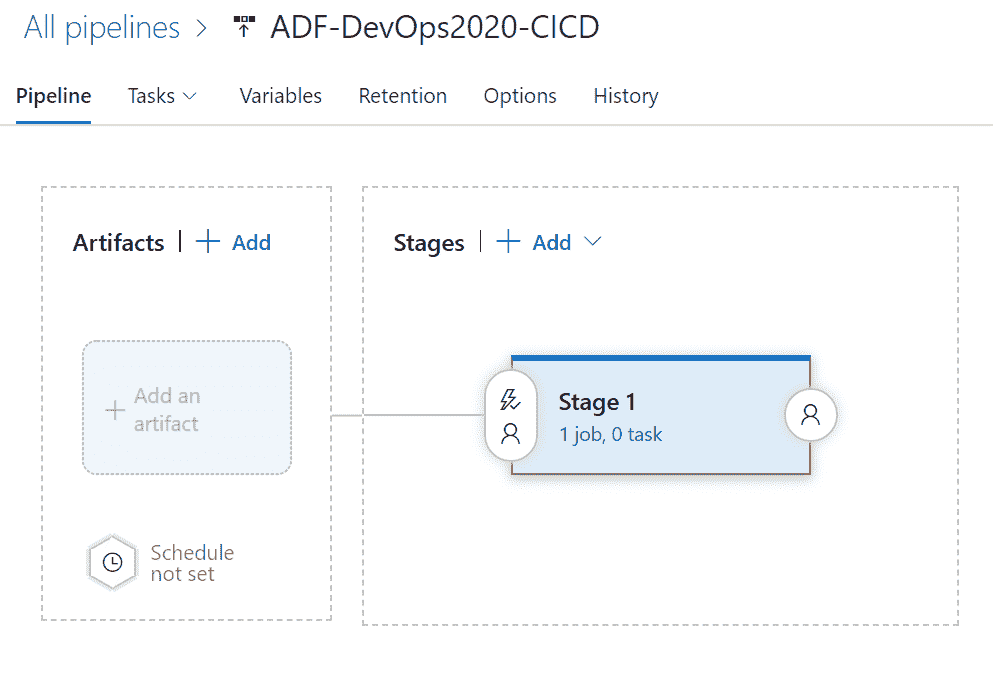 All pipelines > ADF-DevOps2020-CICD
Pipeline Tasks Variables Retention Options History
Artifacts | + Add
Stages | + Add
+ Add an
artifact
Stage 1
1 job, 0 task
Schedule
not set